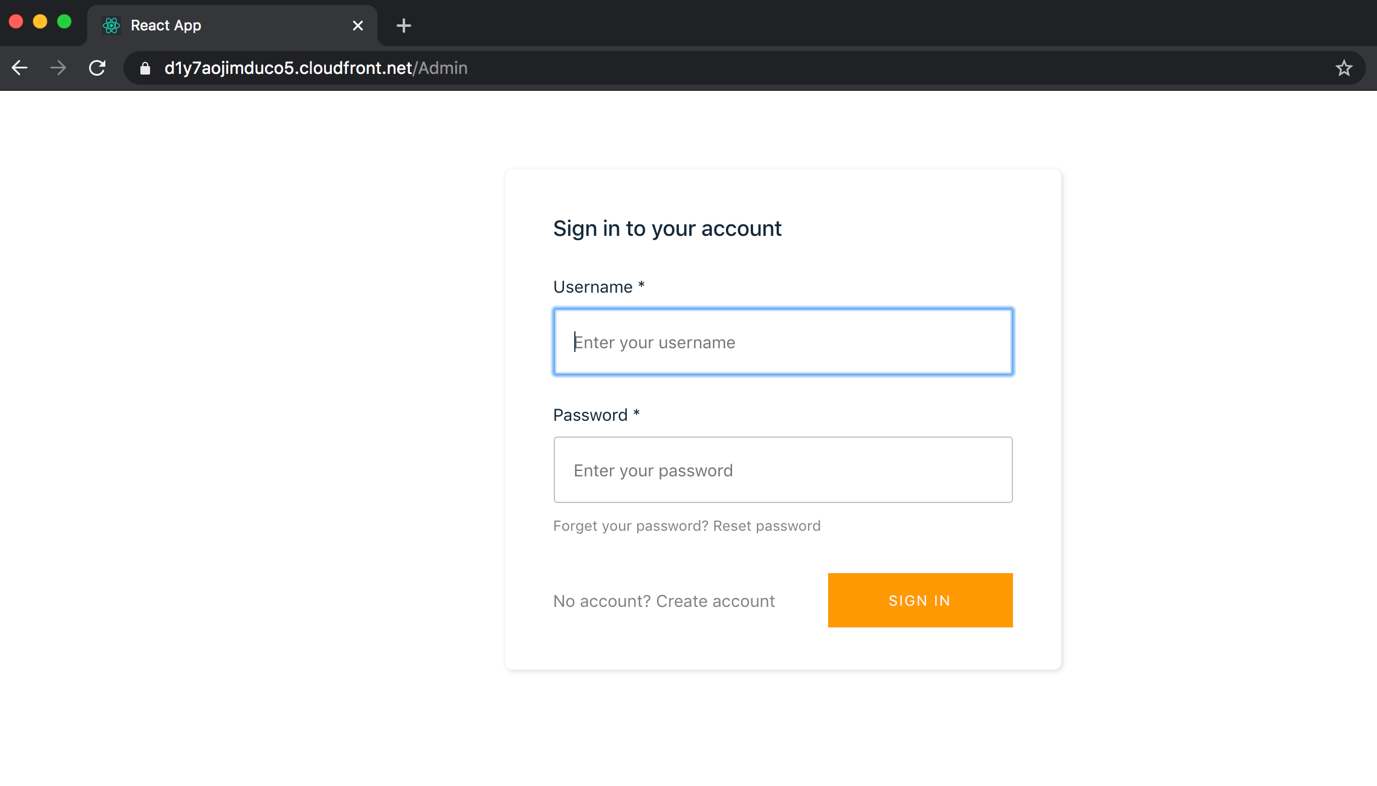 React App
d1y7aojimduco5.cloudfront.net/Admin
Sign in to your account
Username *
Enter your username
Password *
Enter your password
Forget your password? Reset password
No account? Create account
SIGN IN